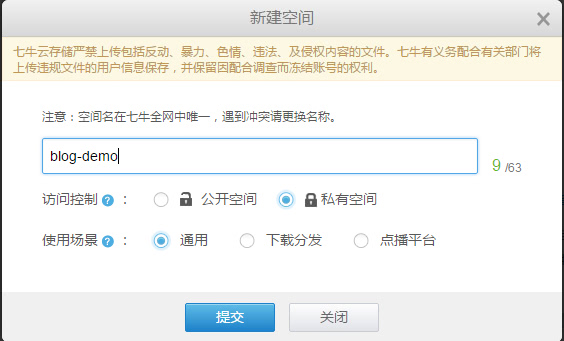 新建空间
七牛云存储严禁上传包括反动、暴力、色情、违法、及侵权内容的文件。七牛有义务配合有关部门将
上传违规文件的用户信息保存，并保留因配合调查而冻结账号的权利。
注意：空间名在七牛全网中唯一，遇到冲突请更换名称。
blog-demo 9 /63
访问控制 ? ： 公开空间 私有空间
使用场景 ? ： 通用 下载分发 点播平台
提交 关闭